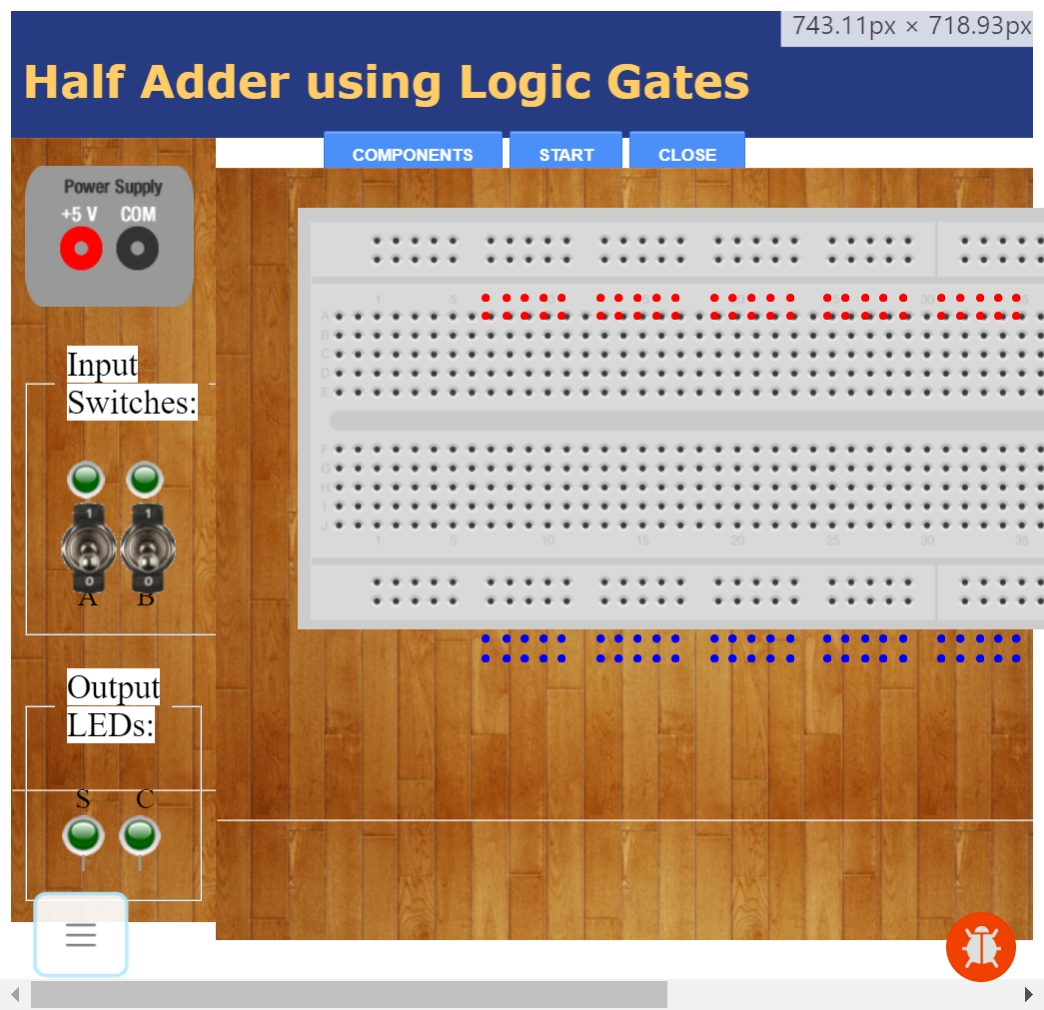 743.11px × 718.93px
Half Adder using Logic Gates
COMPONENTS START CLOSE
Power Supply
+5 V COM
1 5 10 15 20 25 30 35
A
B
C
D
E
Input
Switches:
F
G
H
I
J
1 5 10 15 20 25 30 35
1 1
0 0
A B
Output
LEDs:
S C